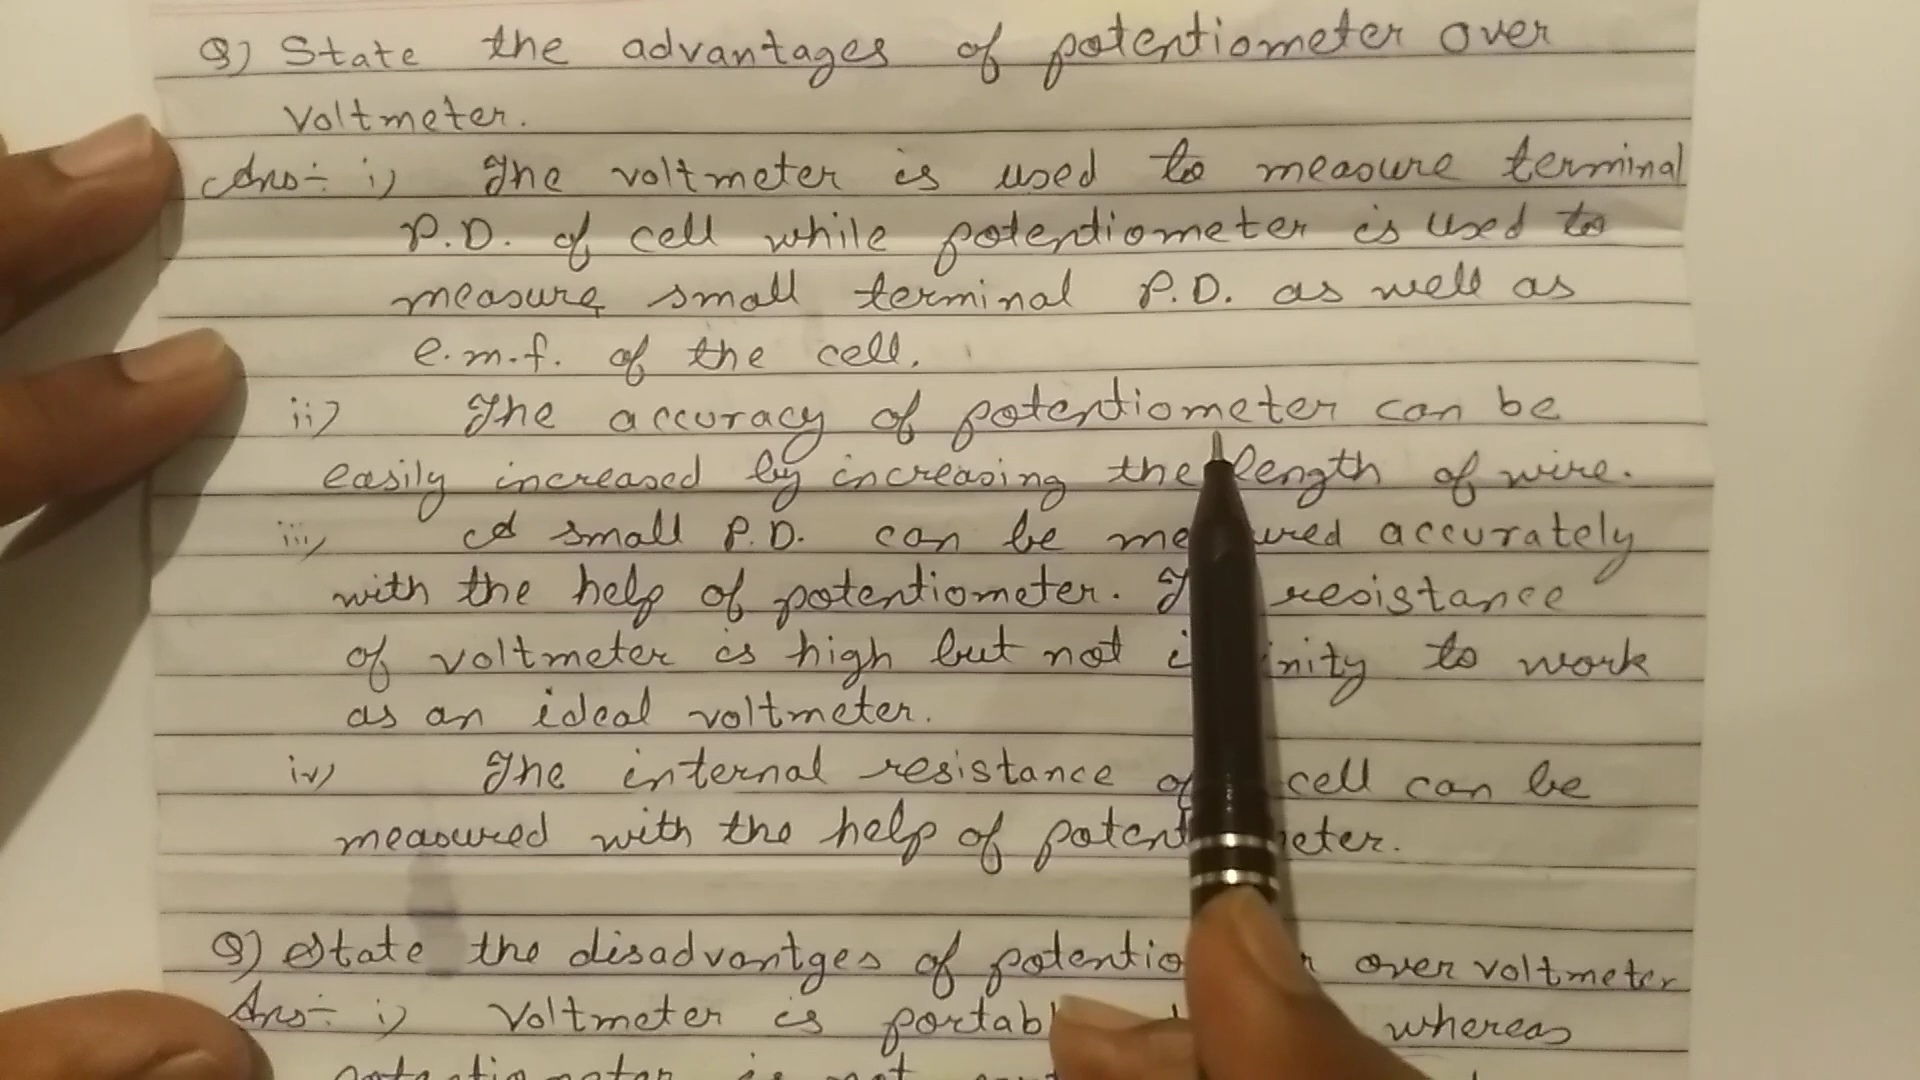 Q) State the advantages of potentiometer over
voltmeter.
Ans÷ i) The voltmeter is used to measure terminal
P.D. of cell while potentiometer is used to
measure small terminal P.D. as well as
e.m.f. of the cell.
ii) The accuracy of potentiometer can be
easily increased by increasing the length of wire.
iii) A small P.D. can be accurately
with the help of potentiometer. resistance
of voltmeter is high but not to work
as an ideal voltmeter.
iv) The internal resistance cell can be
measured with the help of
Q) State the disadvantges of over voltmeter
Ans÷ i) Voltmeter is whereas
is not